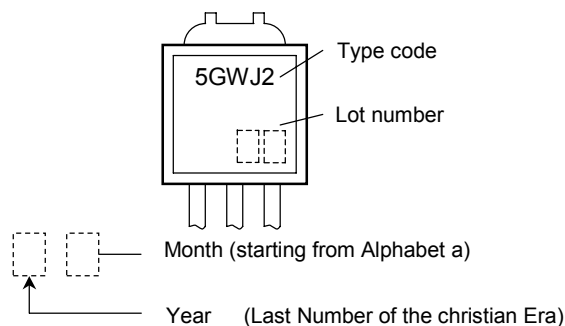 Type code
5GWJ2
Lot number
Month (starting from Alphabet a)
Year (Last Number of the christian Era)